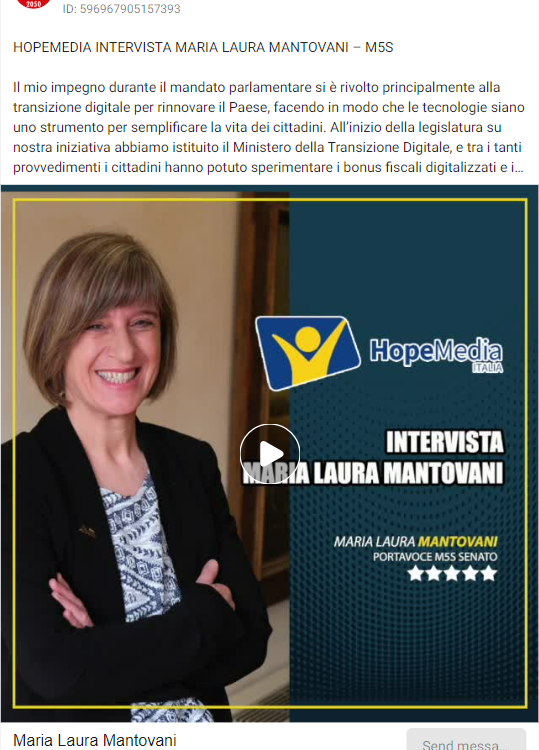 2050
ID: 596967905157393
HOPEMEDIA INTERVISTA MARIA LAURA MANTOVANI – M5S
Il mio impegno durante il mandato parlamentare si è rivolto principalmente alla
transizione digitale per rinnovare il Paese, facendo in modo che le tecnologie siano
uno strumento per semplificare la vita dei cittadini. All’inizio della legislatura su
nostra iniziativa abbiamo istituito il Ministero della Transizione Digitale, e tra i tanti
provvedimenti i cittadini hanno potuto sperimentare i bonus fiscali digitalizzati e i…
HopeMedia
ITALIA
INTERVISTA
MARIA LAURA MANTOVANI
MARIA LAURA MANTOVANI
PORTAVOCE M5S SENATO
Maria Laura Mantovani
Send messa…